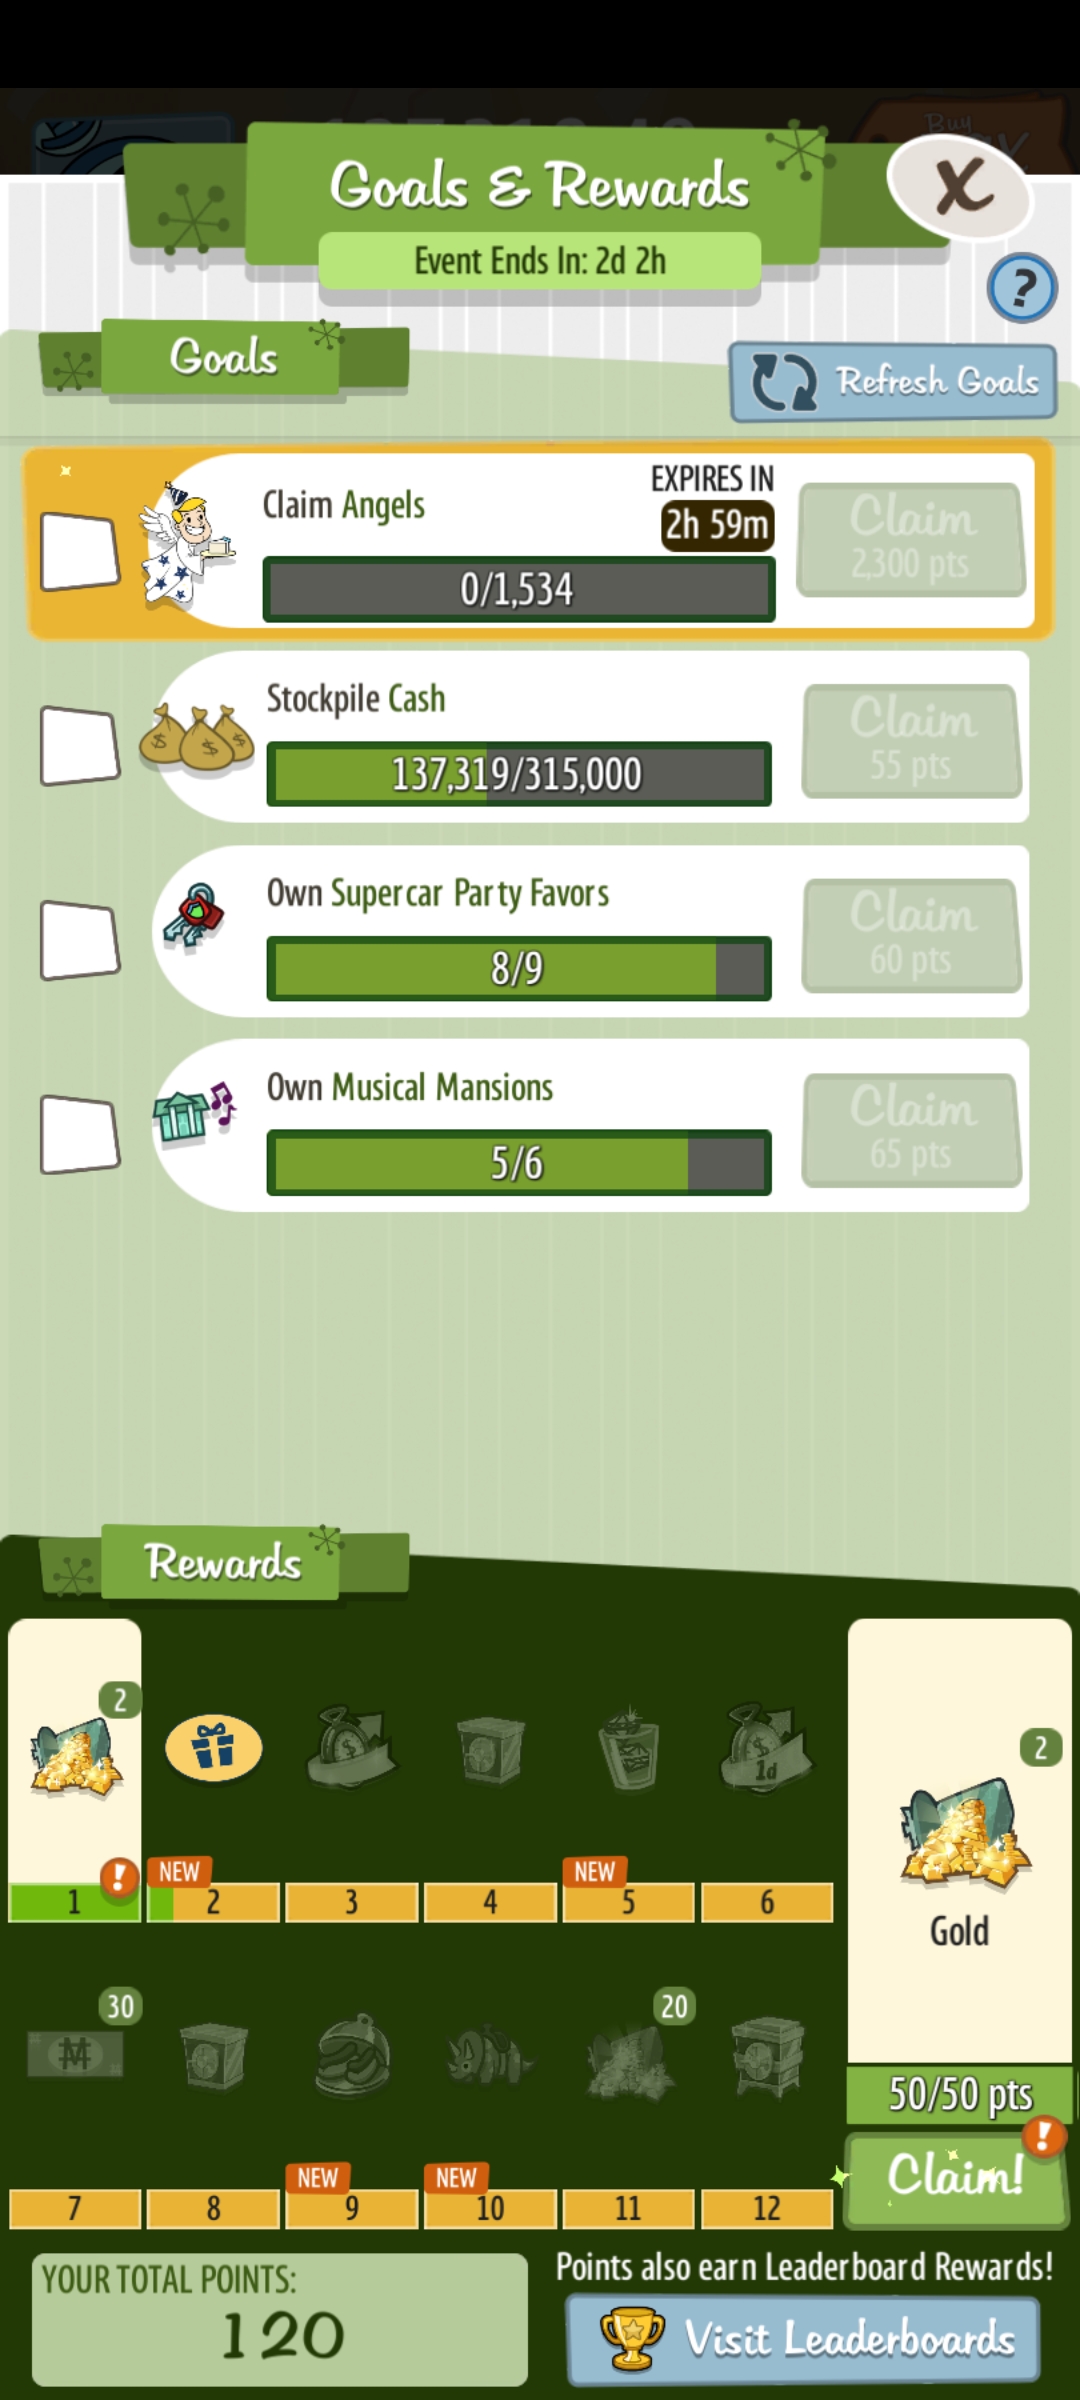 Buy
Goals & Rewards
X
Event Ends In: 2d 2h
?
Goals
Refresh Goals
Claim Angels
EXPIRES IN
2h 59m
0/1,534
Claim
2,300 pts
Stockpile Cash
137,319/315,000
Claim
55 pts
Own Supercar Party Favors
8/9
Claim
60 pts
Own Musical Mansions
5/6
Claim
65 pts
Rewards
2
1d
2
Gold
!
NEW
NEW
1
2
3
4
5
6
30
20
50/50 pts
!
Claim!
NEW
NEW
7
8
9
10
11
12
YOUR TOTAL POINTS:
120
Points also earn Leaderboard Rewards!
Visit Leaderboards